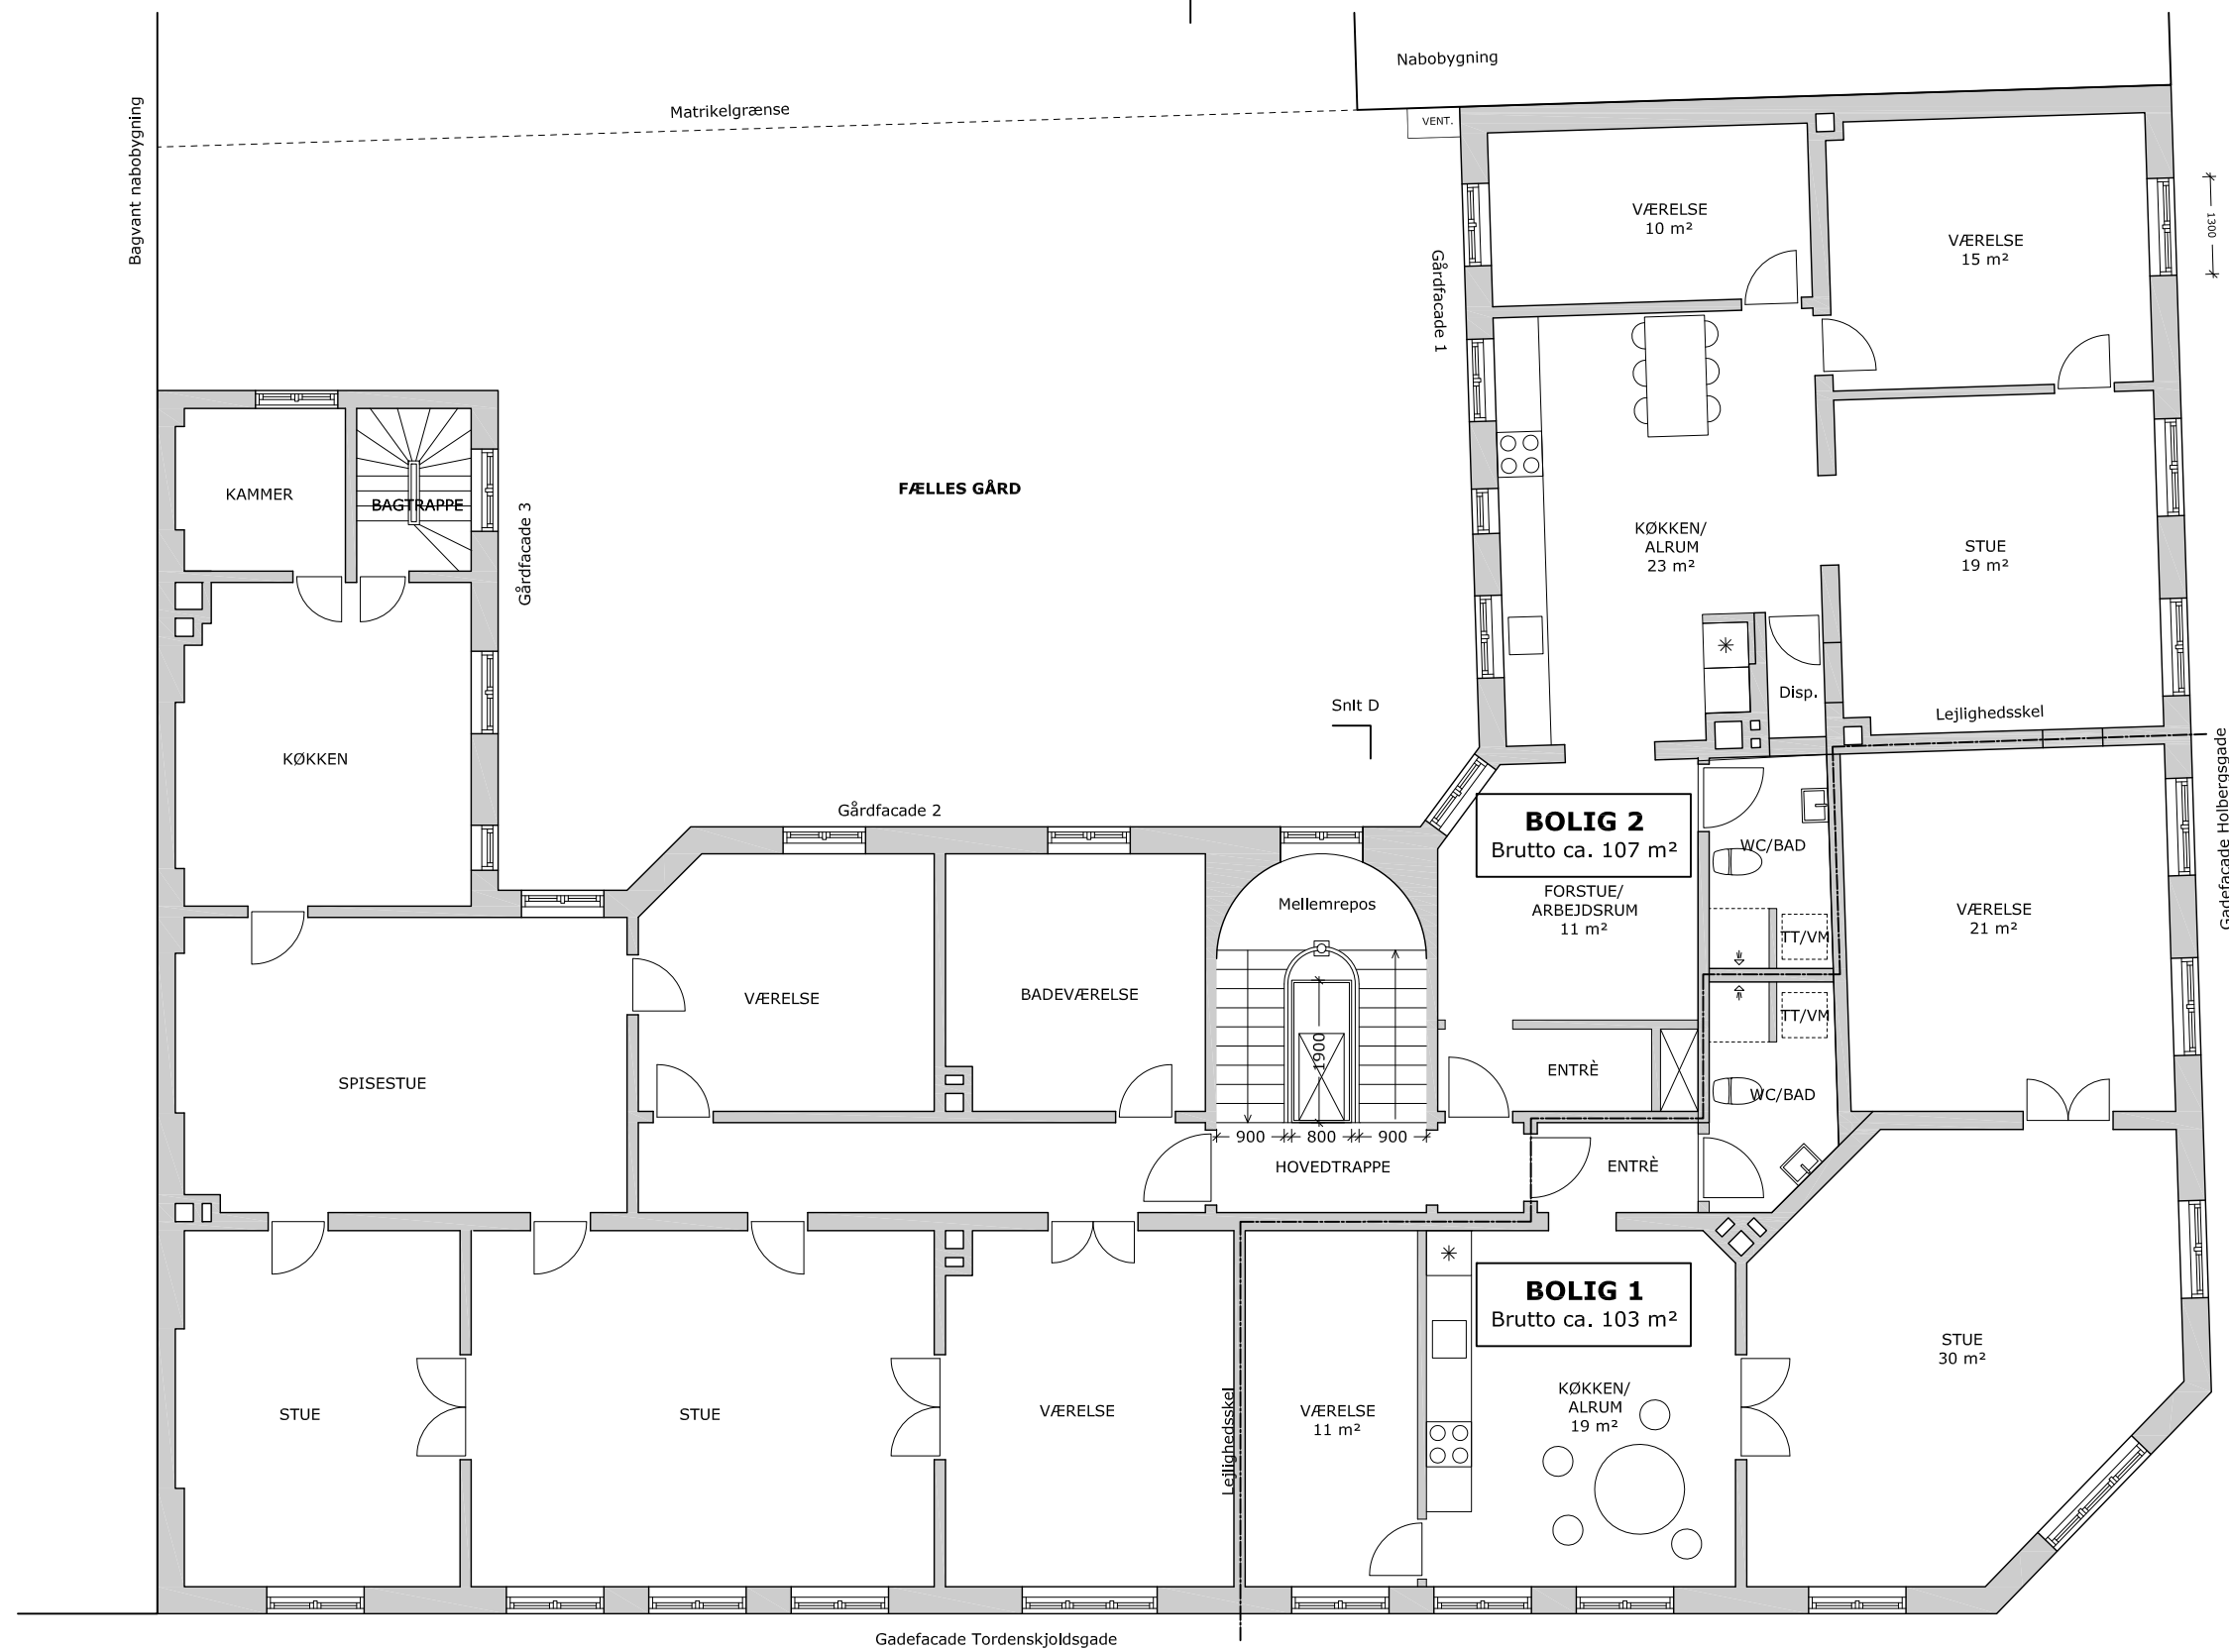 Nabobygning
Matrikelgrænse
VENT.
Bagvant nabobygning
VÆRELSE
10 m²
VÆRELSE
15 m²
1300
Gårdfacade 1
KAMMER
BAGTRAPPE
Gårdfacade 3
FÆLLES GÅRD
KØKKEN/
ALRUM
23 m²
STUE
19 m²
Disp.
Snit D
Lejlighedsskel
Gadefacade Holbergsgade
KØKKEN
Gårdfacade 2
BOLIG 2
Brutto ca. 107 m²
WC/BAD
FORSTUE/
ARBEJDSRUM
11 m²
Mellemrepos
VÆRELSE
21 m²
TT/VM
VÆRELSE
BADEVÆRELSE
TT/VM
1900
ENTRÈ
SPISESTUE
WC/BAD
900
800
900
HOVEDTRAPPE
ENTRÈ
BOLIG 1
Brutto ca. 103 m²
STUE
30 m²
STUE
STUE
VÆRELSE
Lejlighedsskel
VÆRELSE
11 m²
KØKKEN/
ALRUM
19 m²
Gadefacade Tordenskjoldsgade